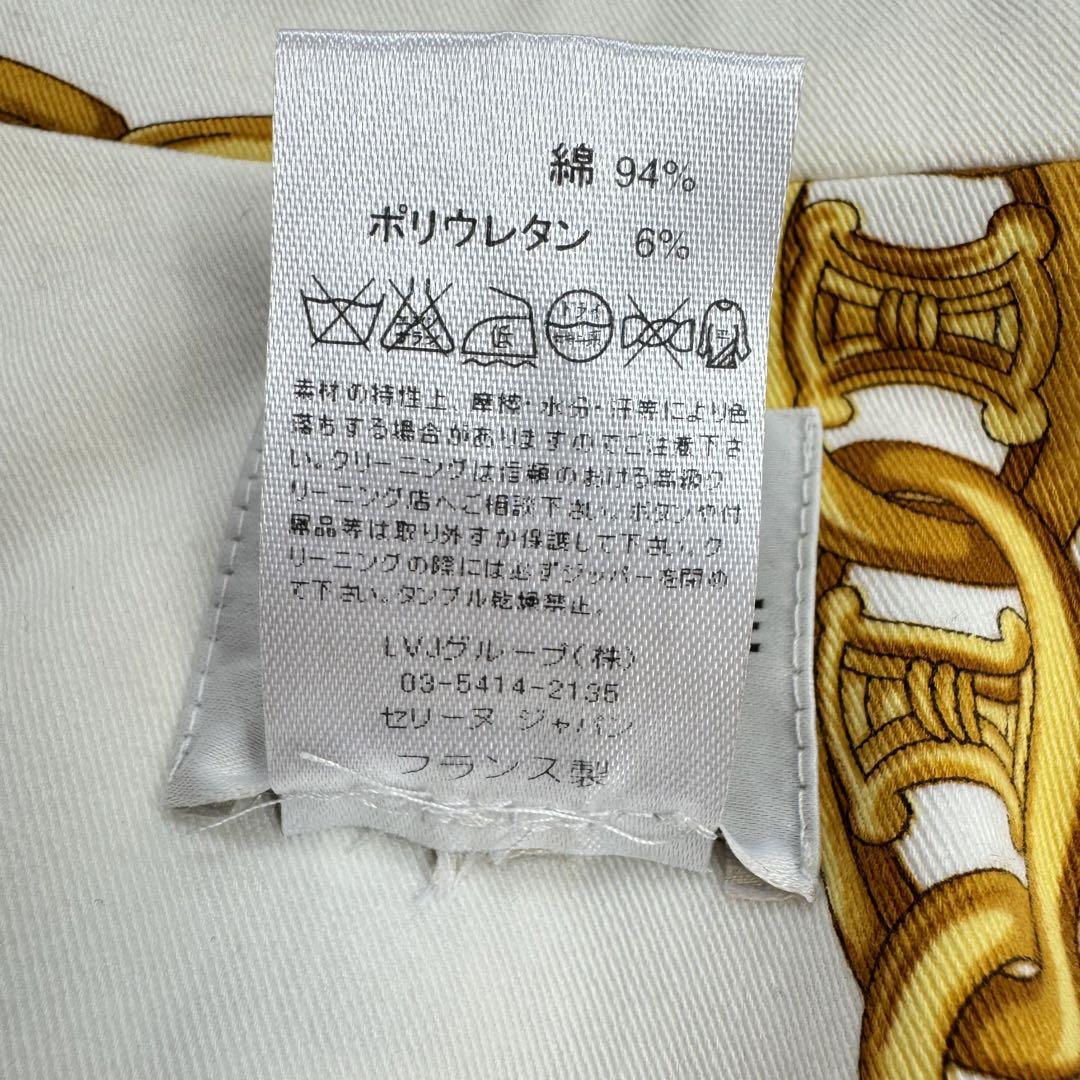 綿 94%
ポリウレタン 6%
低
ドライ
素材の特性上、摩擦・水分・汗等により色
落ちする場合がありますのでご注意下さ
い。クリーニングは信頼のおける高級ク
リーニング店へご相談下さい。ボタンや付
属品等は取り外すか保護して下さい。ク
リーニングの際には必ずジッパーを閉め
て下さい。タンブル乾燥禁止。
LVJグループ(株)
03-5414-2135
セリーヌ ジャパン
フランス製
E